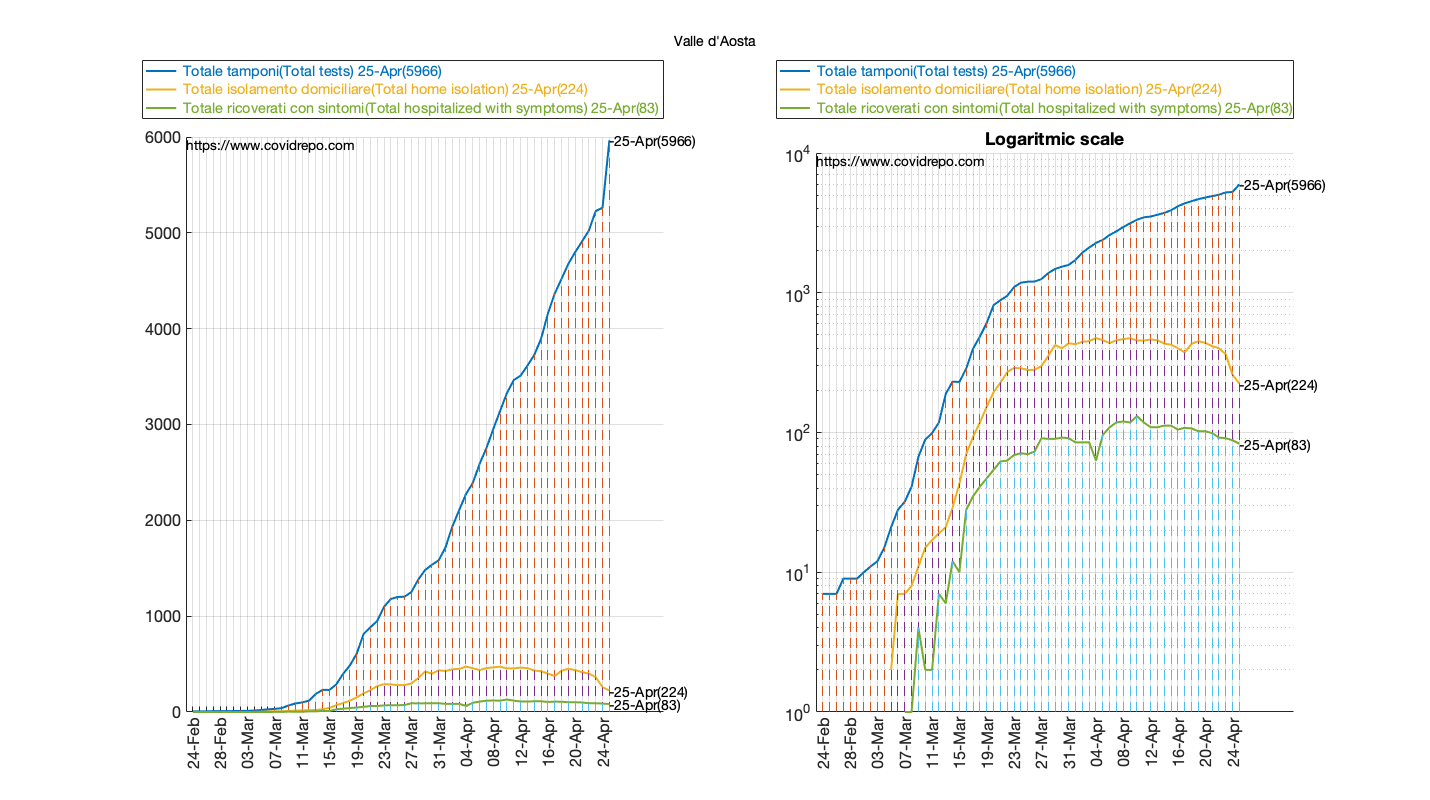 Valle d'Aosta
Totale tamponi(Total tests) 25-Apr(5966)
Totale isolamento domiciliare(Total home isolation) 25-Apr(224)
Totale ricoverati con sintomi(Total hospitalized with symptoms) 25-Apr(83)
https://www.covidrepo.com
6000
5000
4000
3000
2000
1000
0
25-Apr(5966)
25-Apr(224)
25-Apr(83)
24-Feb
28-Feb
03-Mar
07-Mar
11-Mar
15-Mar
19-Mar
23-Mar
27-Mar
31-Mar
04-Apr
08-Apr
12-Apr
16-Apr
20-Apr
24-Apr
Totale tamponi(Total tests) 25-Apr(5966)
Totale isolamento domiciliare(Total home isolation) 25-Apr(224)
Totale ricoverati con sintomi(Total hospitalized with symptoms) 25-Apr(83)
Logaritmic scale
https://www.covidrepo.com
10^4
10^3
10^2
10^1
10^0
25-Apr(5966)
25-Apr(224)
25-Apr(83)
24-Feb
28-Feb
03-Mar
07-Mar
11-Mar
15-Mar
19-Mar
23-Mar
27-Mar
31-Mar
04-Apr
08-Apr
12-Apr
16-Apr
20-Apr
24-Apr